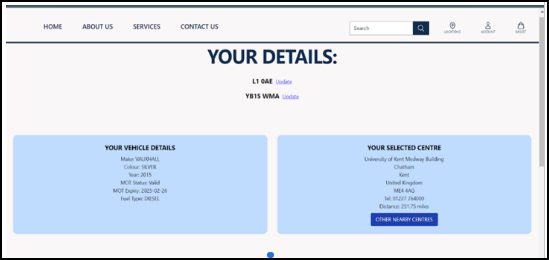 HOME
ABOUT US
SERVICES
CONTACT US
Search
LOCATIONS
ACCOUNT
BASKET
YOUR DETAILS:
L1 0AE Update
YB15 WMA Update
YOUR VEHICLE DETAILS
Make: VAUXHALL
Colour: SILVER
Year: 2015
MOT Status: Valid
MOT Expiry: 2025-02-26
Fuel Type: DIESEL
YOUR SELECTED CENTRE
University of Kent Medway Building
Chatham
Kent
United Kingdom
ME4 4AG
Tel: 01227 764000
Distance: 251.75 miles
OTHER NEARBY CENTRES